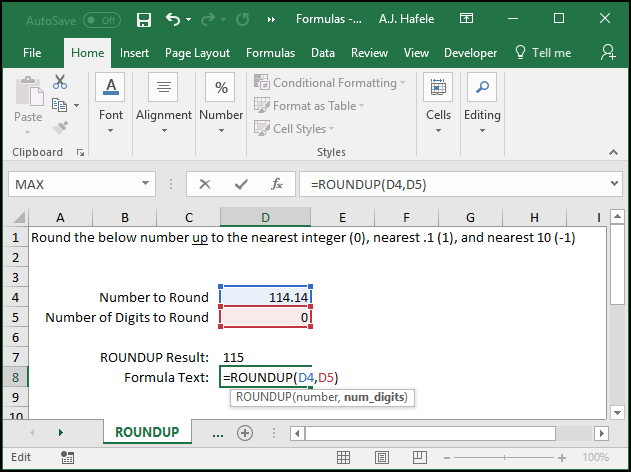 AutoSave Off Formulas -... A.J. Hafele
File Home Insert Page Layout Formulas Data Review View Developer Tell me
Paste Font Alignment Number Conditional Formatting Format as Table Cell Styles Cells Editing
%
Clipboard Styles
MAX fx =ROUNDUP(D4,D5)
A B C D E F G H I
1 Round the below number up to the nearest integer (0), nearest .1 (1), and nearest 10 (-1)
2
3
4 Number to Round 114.14
5 Number of Digits to Round 0
6
7 ROUNDUP Result: 115
8 Formula Text: =ROUNDUP(D4,D5)
9 ROUNDUP(number, num_digits)
10
ROUNDUP ...
Edit 100%